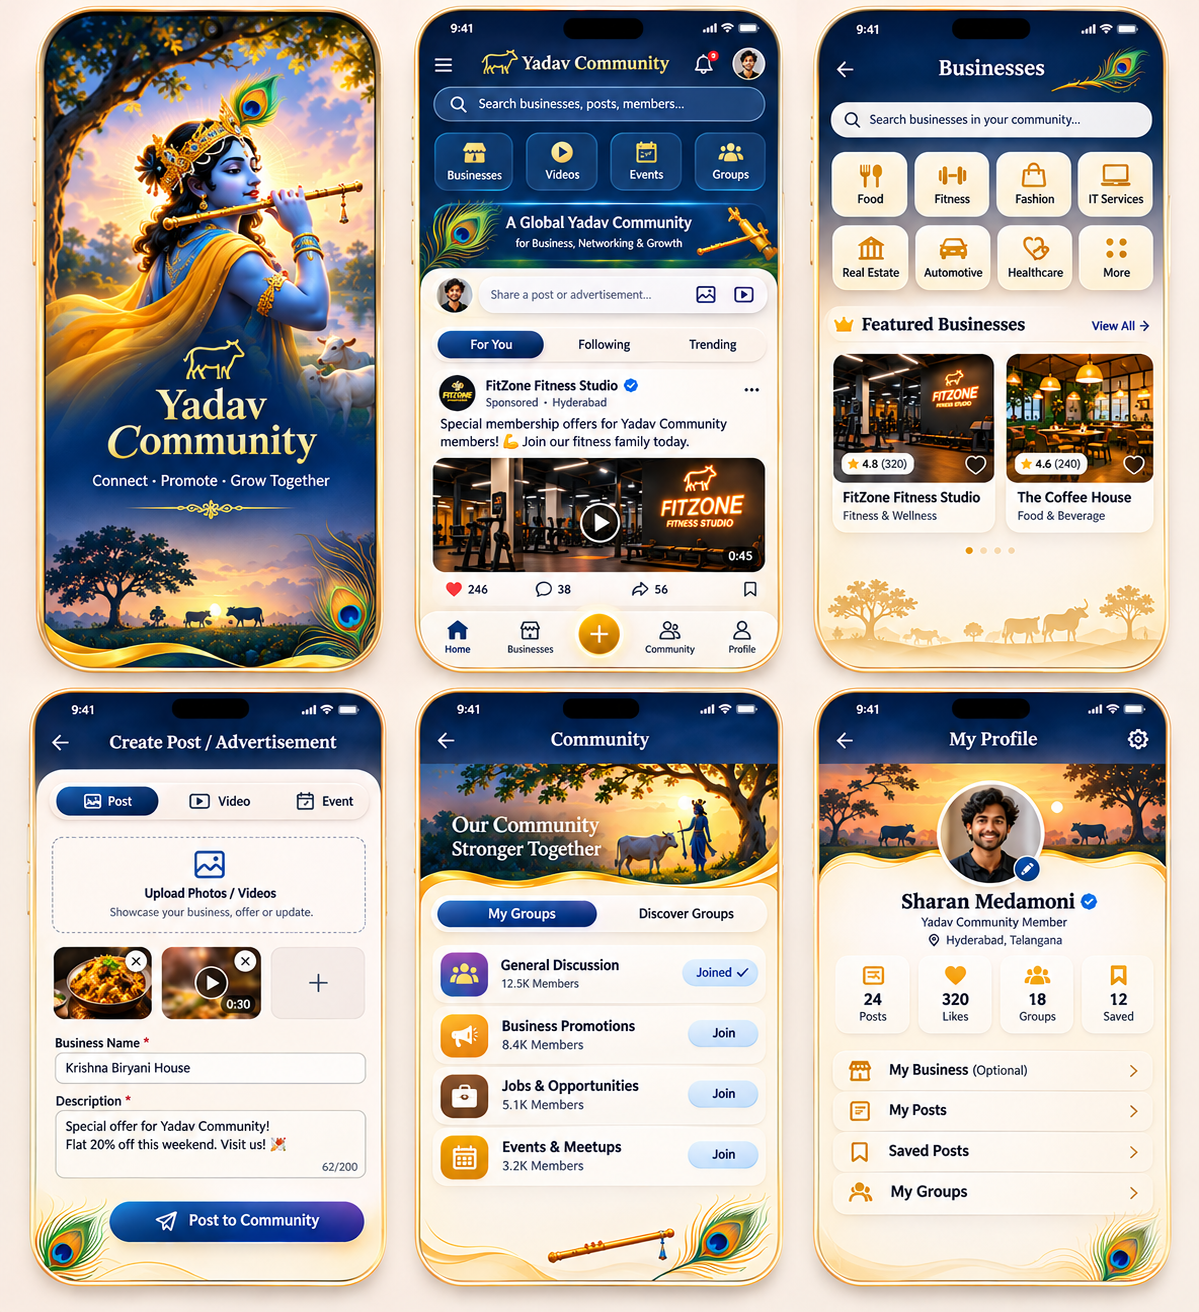 Yadav
Community
Connect • Promote • Grow Together
9:41
Yadav Community
Search businesses, posts, members...
Businesses
Videos
Events
Groups
A Global Yadav Community
for Business, Networking & Growth
Share a post or advertisement...
For You
Following
Trending
FITZONE
FitZone Fitness Studio
Sponsored • Hyderabad
Special membership offers for Yadav Community
members! 💪 Join our fitness family today.
FITZONE
FITNESS STUDIO
0:45
246
38
56
Home
Businesses
Community
Profile
9:41
Businesses
Search businesses in your community...
Food
Fitness
Fashion
IT Services
Real Estate
Automotive
Healthcare
More
Featured Businesses
View All →
FITZONE
FITNESS STUDIO
4.8 (320)
4.6 (240)
FitZone Fitness Studio
Fitness & Wellness
The Coffee House
Food & Beverage
9:41
Create Post / Advertisement
Post
Video
Event
Upload Photos / Videos
Showcase your business, offer or update.
0:30
Business Name *
Krishna Biryani House
Description *
Special offer for Yadav Community!
Flat 20% off this weekend. Visit us! 🎉
62/200
Post to Community
9:41
Community
Our Community
Stronger Together
My Groups
Discover Groups
General Discussion
12.5K Members
Joined ✓
Business Promotions
8.4K Members
Join
Jobs & Opportunities
5.1K Members
Join
Events & Meetups
3.2K Members
Join
9:41
My Profile
Sharan Medamoni
Yadav Community Member
Hyderabad, Telangana
24
Posts
320
Likes
18
Groups
12
Saved
My Business (Optional)
My Posts
Saved Posts
My Groups